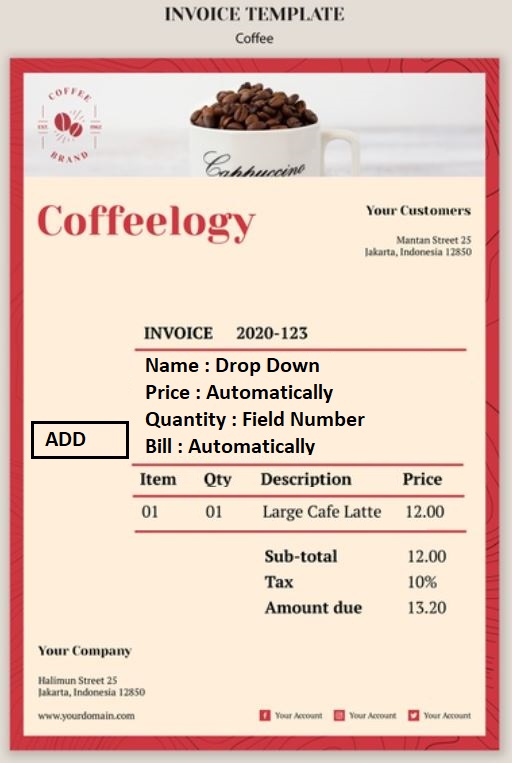 INVOICE TEMPLATE
Coffee
COFFEE
EST. 1962
BRAND
Cappuccino
Coffeelogy
Your Customers
Mantan Street 25
Jakarta, Indonesia 12850
INVOICE 2020-123
Name : Drop Down
Price : Automatically
Quantity : Field Number
ADD
Bill : Automatically
Item Qty Description Price
01 01 Large Cafe Latte 12.00
Sub-total 12.00
Tax 10%
Amount due 13.20
Your Company
Halimun Street 25
Jakarta, Indonesia 12850
www.yourdomain.com
Your Account Your Account Your Account